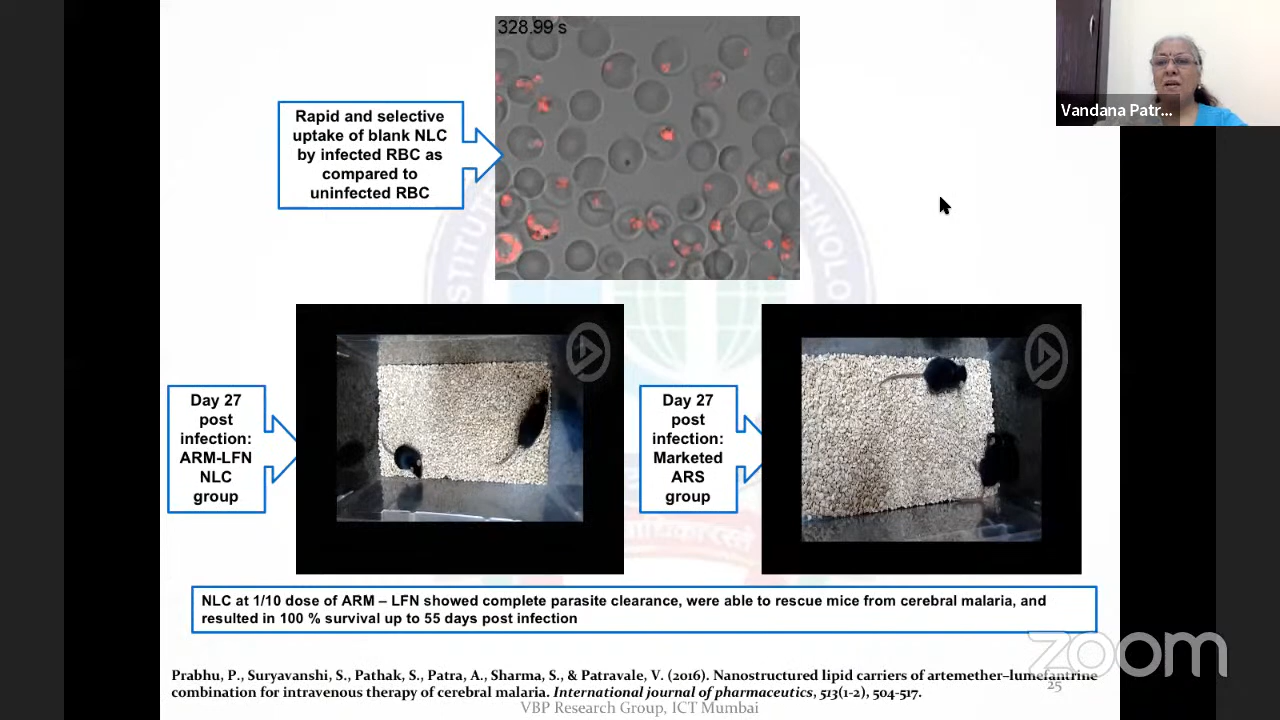 328.99 s
Vandana Patr...
Rapid and selective
uptake of blank NLC
by infected RBC as
compared to
uninfected RBC
Day 27
post
infection:
ARM-LFN
NLC
group
Day 27
post
infection:
Marketed
ARS
group
NLC at 1/10 dose of ARM – LFN showed complete parasite clearance, were able to rescue mice from cerebral malaria, and
resulted in 100 % survival up to 55 days post infection
zoom
Prabhu, P., Suryavanshi, S., Pathak, S., Patra, A., Sharma, S., & Patravale, V. (2016). Nanostructured lipid carriers of artemether–lumefantrine
combination for intravenous therapy of cerebral malaria. International journal of pharmaceutics, 513(1-2), 504-517.
25
VBP Research Group, ICT Mumbai